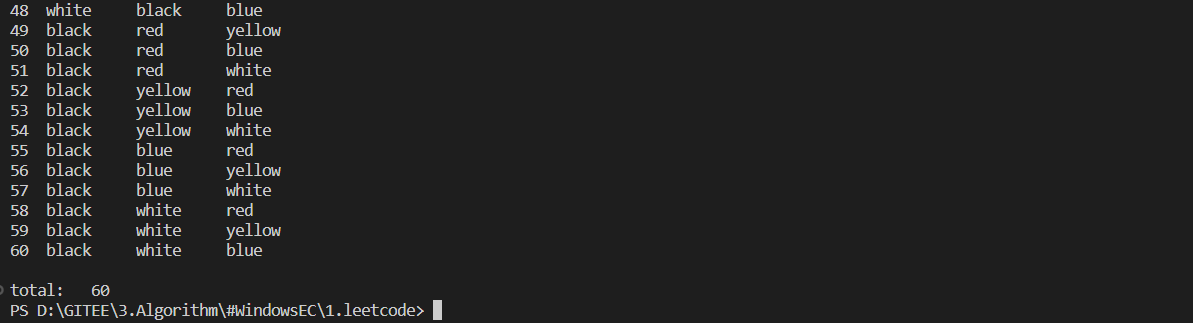 48 white black blue
49 black red yellow
50 black red blue
51 black red white
52 black yellow red
53 black yellow blue
54 black yellow white
55 black blue red
56 black blue yellow
57 black blue white
58 black white red
59 black white yellow
60 black white blue
total: 60
PS D:\GITEE\3.Algorithm\#WindowsEC\1.leetcode>